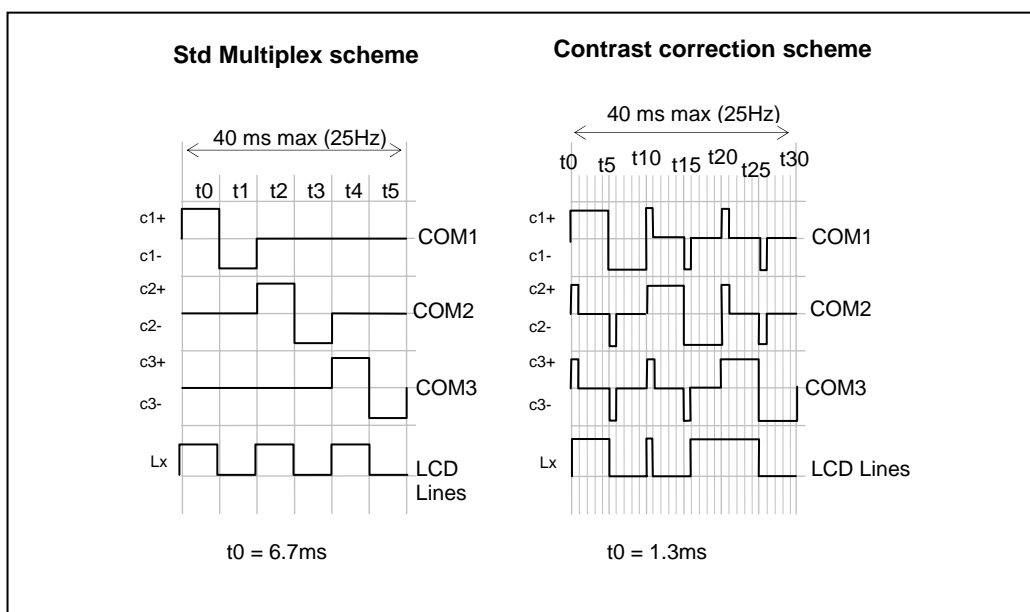 Std Multiplex scheme
40 ms max (25Hz)
t0 t1 t2 t3 t4 t5
c1+
c1-
COM1
c2+
c2-
COM2
c3+
c3-
COM3
Lx
LCD
Lines
t0 = 6.7ms
Contrast correction scheme
40 ms max (25Hz)
t0 t5 t10 t15 t20 t25 t30
c1+
c1-
COM1
c2+
c2-
COM2
c3+
c3-
COM3
Lx
LCD Lines
t0 = 1.3ms